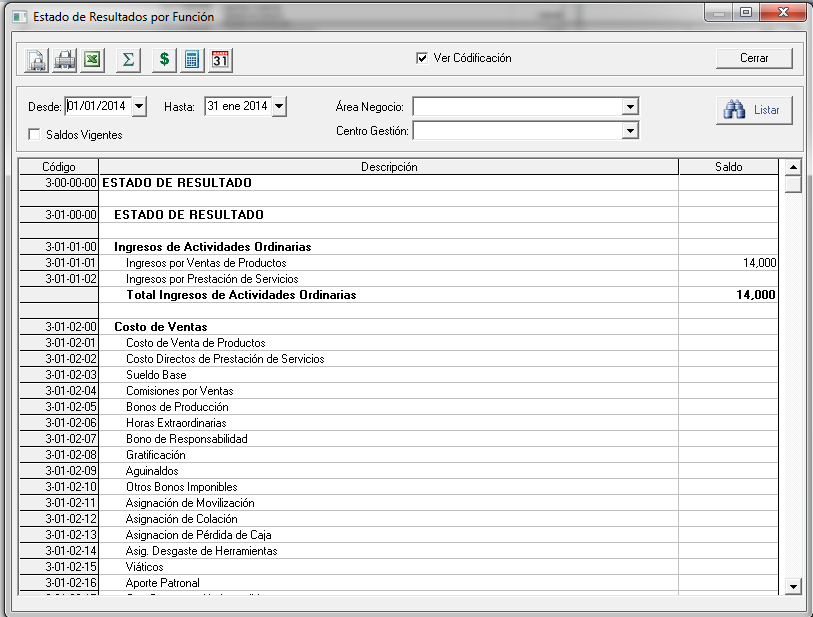 Estado de Resultados por Función
Σ $ 31 Ver Códificación Cerrar
Desde: 01/01/2014 Hasta: 31 ene 2014 Área Negocio: Listar
Saldos Vigentes Centro Gestión:
Código Descripción Saldo
3-00-00-00 ESTADO DE RESULTADO
3-01-00-00 ESTADO DE RESULTADO
3-01-01-00 Ingresos de Actividades Ordinarias
3-01-01-01 Ingresos por Ventas de Productos 14,000
3-01-01-02 Ingresos por Prestación de Servicios
Total Ingresos de Actividades Ordinarias 14,000
3-01-02-00 Costo de Ventas
3-01-02-01 Costo de Venta de Productos
3-01-02-02 Costo Directos de Prestación de Servicios
3-01-02-03 Sueldo Base
3-01-02-04 Comisiones por Ventas
3-01-02-05 Bonos de Producción
3-01-02-06 Horas Extraordinarias
3-01-02-07 Bono de Responsabilidad
3-01-02-08 Gratificación
3-01-02-09 Aguinaldos
3-01-02-10 Otros Bonos Imponibles
3-01-02-11 Asignación de Movilización
3-01-02-12 Asignación de Colación
3-01-02-13 Asignacion de Pérdida de Caja
3-01-02-14 Asig. Desgaste de Herramientas
3-01-02-15 Viáticos
3-01-02-16 Aporte Patronal